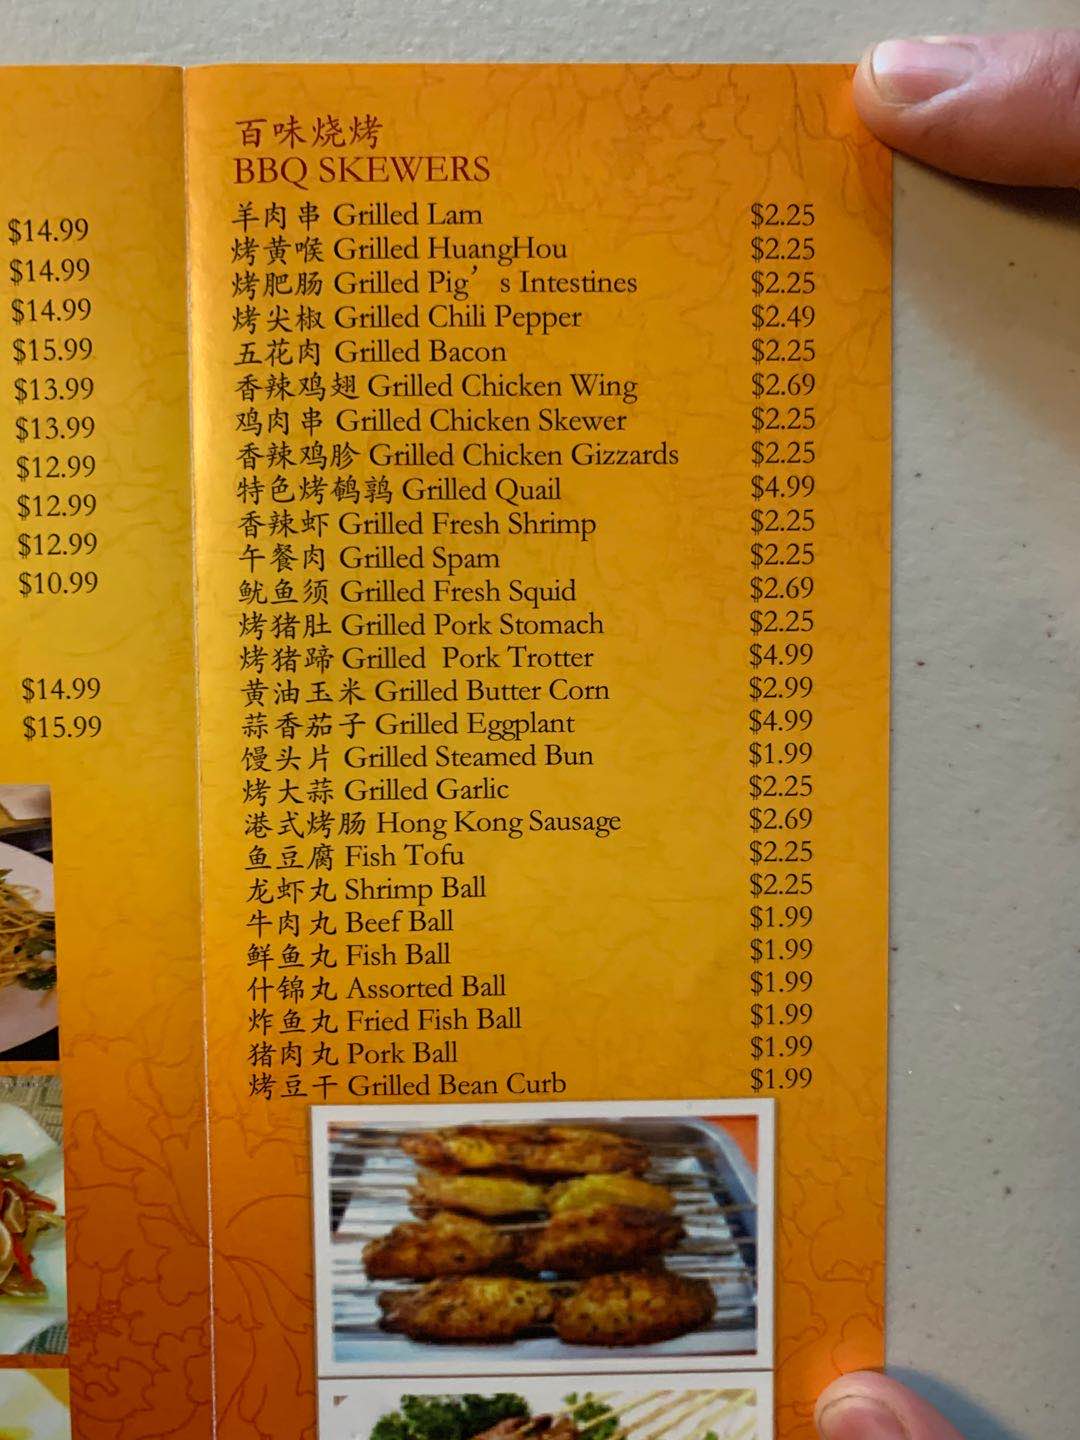 $14.99
$14.99
$14.99
$15.99
$13.99
$13.99
$12.99
$12.99
$12.99
$10.99
$14.99
$15.99
百味烧烤
BBQ SKEWERS
羊肉串 Grilled Lam $2.25
烤黄喉 Grilled HuangHou $2.25
烤肥肠 Grilled Pig’ s Intestines $2.25
烤尖椒 Grilled Chili Pepper $2.49
五花肉 Grilled Bacon $2.25
香辣鸡翅 Grilled Chicken Wing $2.69
鸡肉串 Grilled Chicken Skewer $2.25
香辣鸡胗 Grilled Chicken Gizzards $2.25
特色烤鹌鹑 Grilled Quail $4.99
香辣虾 Grilled Fresh Shrimp $2.25
午餐肉 Grilled Spam $2.25
鱿鱼须 Grilled Fresh Squid $2.69
烤猪肚 Grilled Pork Stomach $2.25
烤猪蹄 Grilled Pork Trotter $4.99
黄油玉米 Grilled Butter Corn $2.99
蒜香茄子 Grilled Eggplant $4.99
馒头片 Grilled Steamed Bun $1.99
烤大蒜 Grilled Garlic $2.25
港式烤肠 Hong Kong Sausage $2.69
鱼豆腐 Fish Tofu $2.25
龙虾丸 Shrimp Ball $2.25
牛肉丸 Beef Ball $1.99
鲜鱼丸 Fish Ball $1.99
什锦丸 Assorted Ball $1.99
炸鱼丸 Fried Fish Ball $1.99
猪肉丸 Pork Ball $1.99
烤豆干 Grilled Bean Curb $1.99